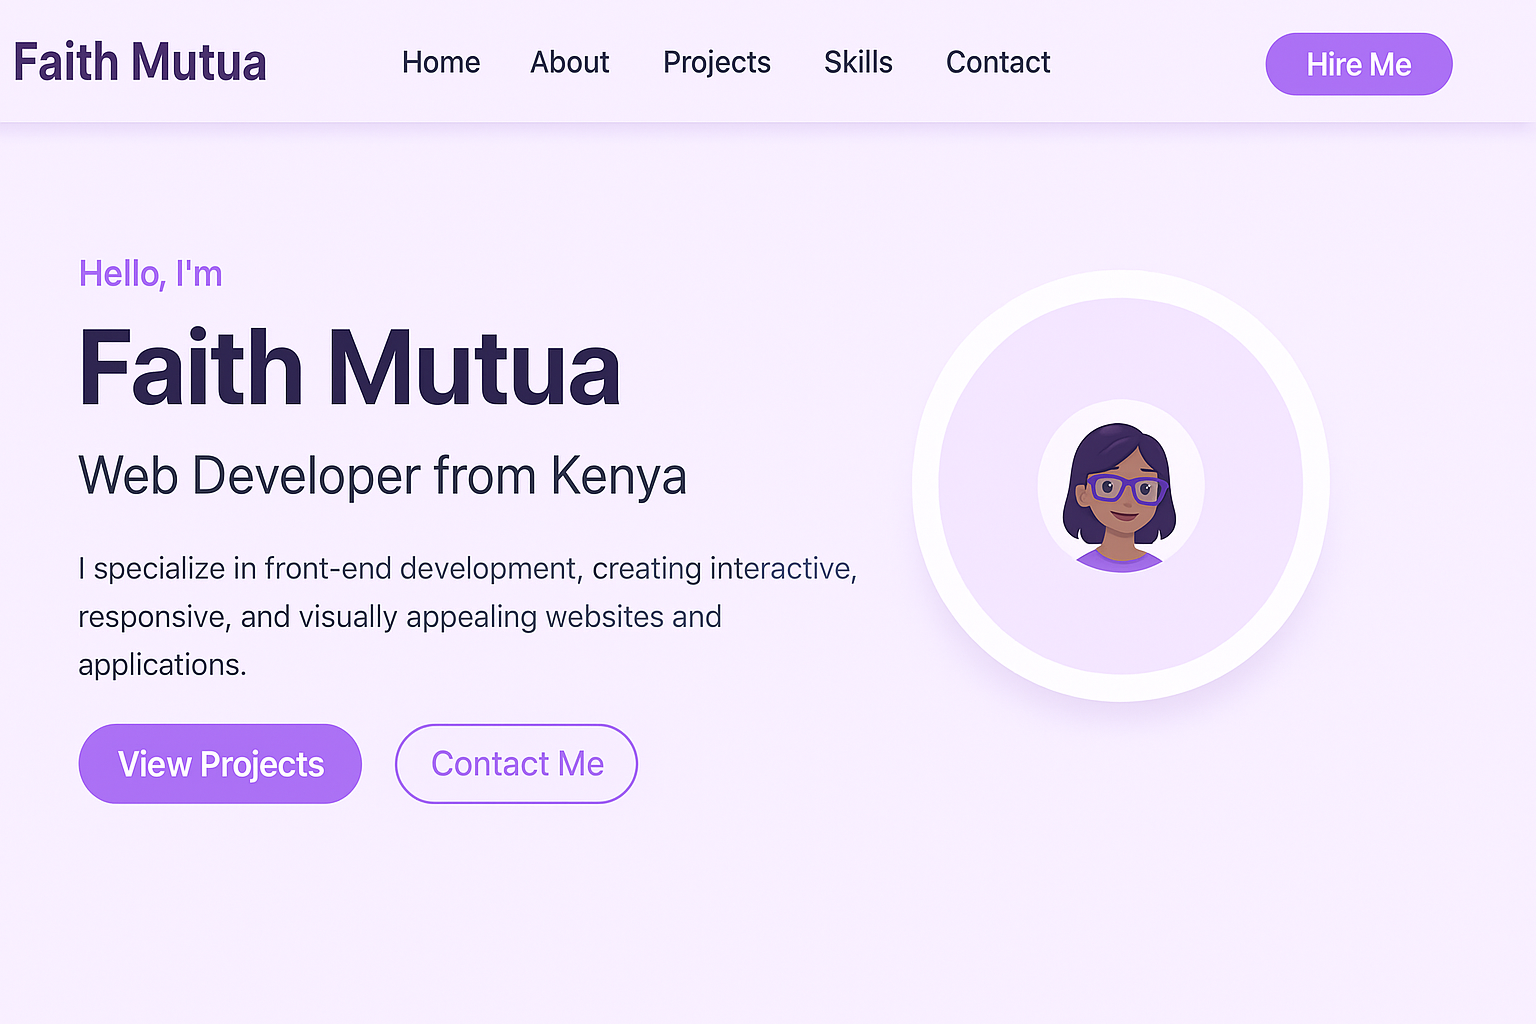 Faith Mutua
Home About Projects Skills Contact
Hire Me
Hello, I'm
Faith Mutua
Web Developer from Kenya
I specialize in front-end development, creating interactive,
responsive, and visually appealing websites and
applications.
View Projects
Contact Me